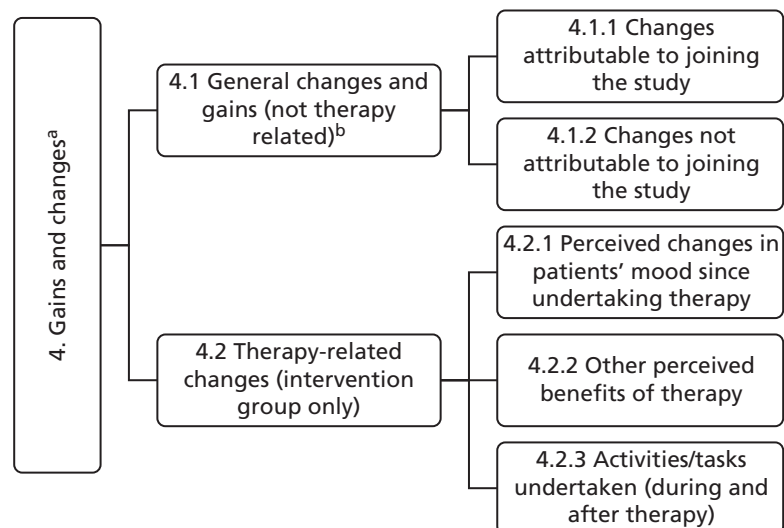 4. Gains and changesᵃ
4.1 General changes and
gains (not therapy
related)ᵇ
4.1.1 Changes
attributable to joining
the study
4.1.2 Changes not
attributable to joining
the study
4.2 Therapy-related
changes (intervention
group only)
4.2.1 Perceived changes in
patients’ mood since
undertaking therapy
4.2.2 Other perceived
benefits of therapy
4.2.3 Activities/tasks
undertaken (during and
after therapy)